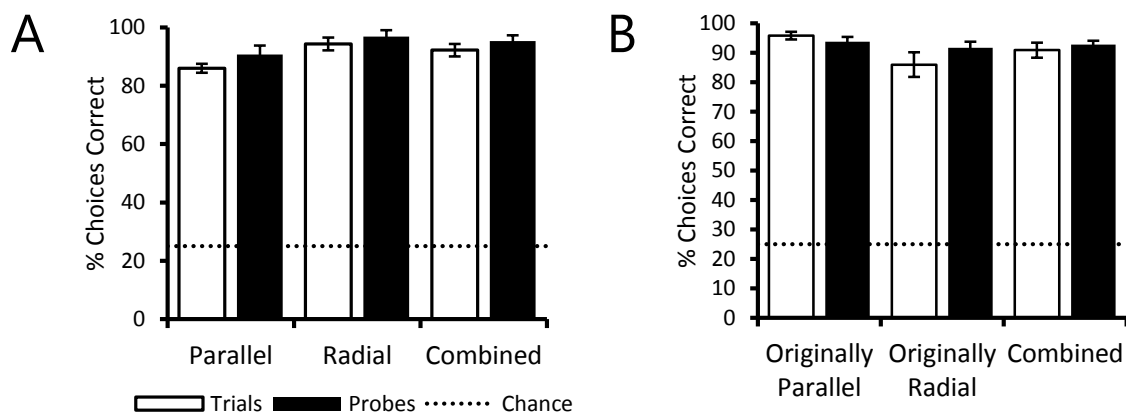 A
% Choices Correct
100
80
60
40
20
0
Parallel Radial Combined
Trials Probes Chance
B
% Choices Correct
100
90
80
70
60
50
40
30
20
10
0
Originally Originally Combined
Parallel Radial